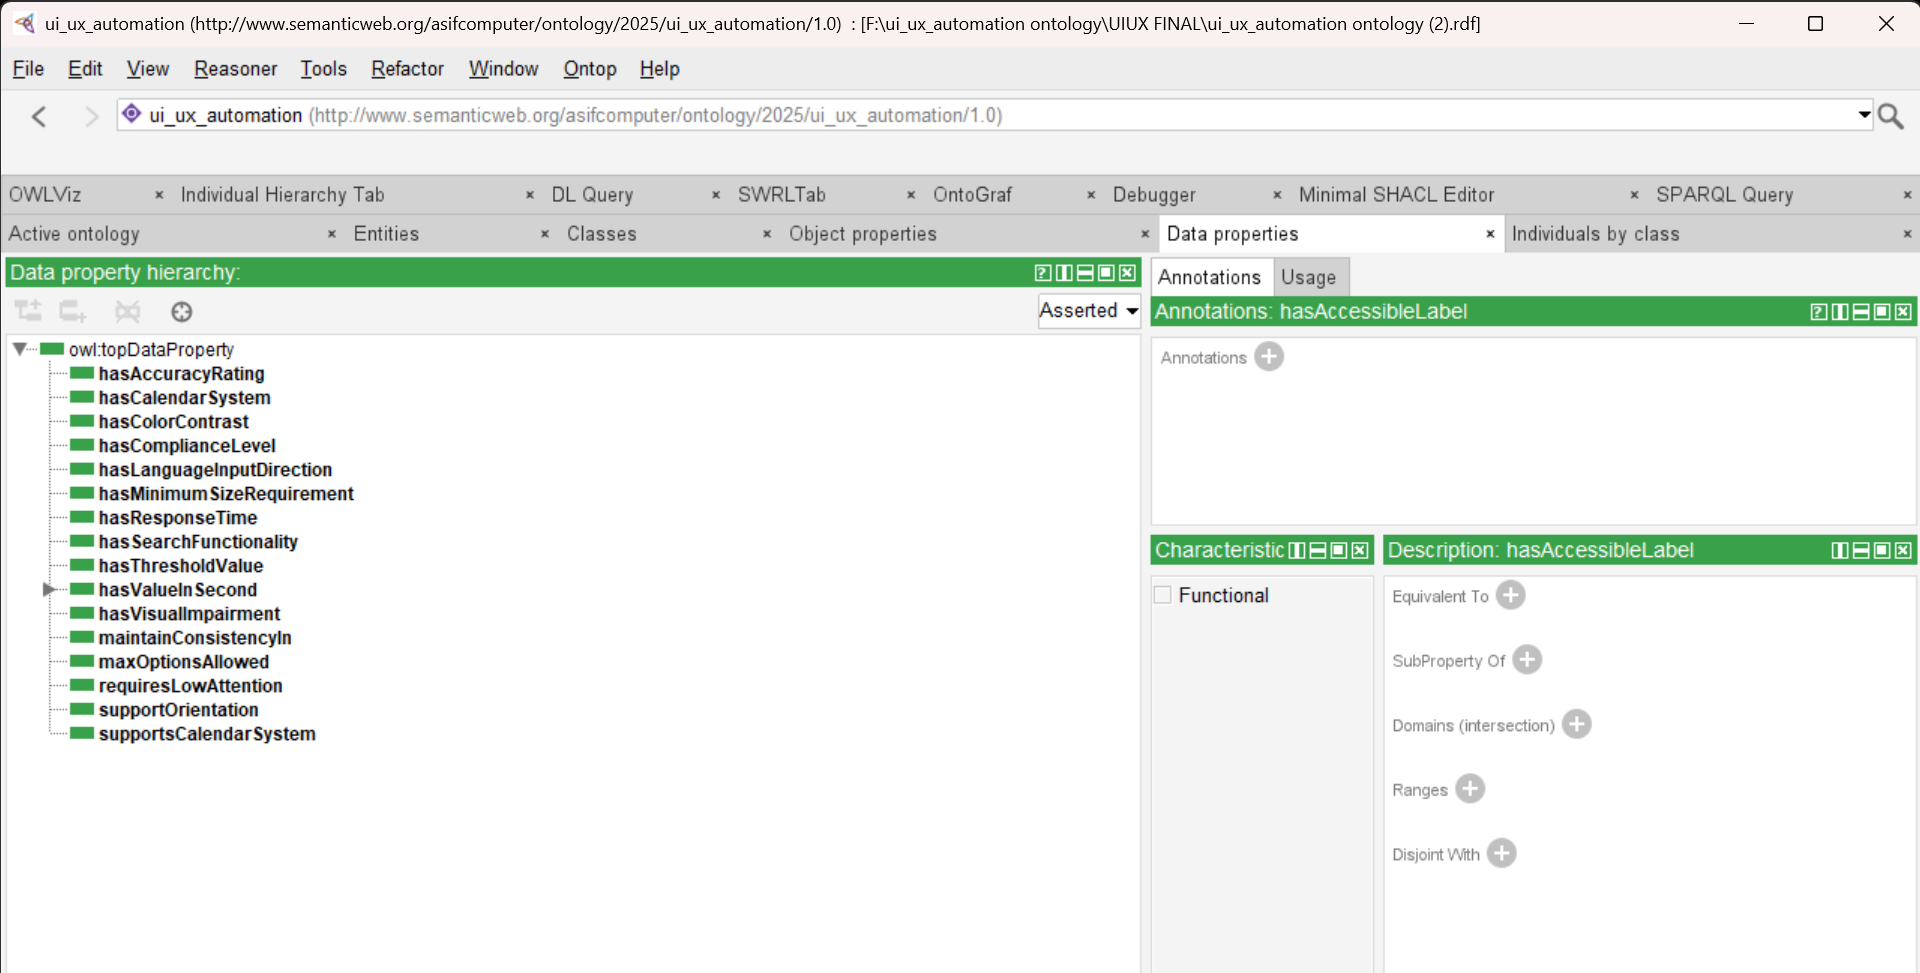 ui_ux_automation (http://www.semanticweb.org/asifcomputer/ontology/2025/ui_ux_automation/1.0)  : [F:\ui_ux_automation ontology\UIUX FINAL\ui_ux_automation ontology (2).rdf]
File Edit View Reasoner Tools Refactor Window Ontop Help
ui_ux_automation (http://www.semanticweb.org/asifcomputer/ontology/2025/ui_ux_automation/1.0)
OWLViz Individual Hierarchy Tab DL Query SWRLTab OntoGraf Debugger Minimal SHACL Editor SPARQL Query
Active ontology Entities Classes Object properties Data properties Individuals by class
Data property hierarchy:
Asserted
owl:topDataProperty
hasAccuracyRating
hasCalendarSystem
hasColorContrast
hasComplianceLevel
hasLanguageInputDirection
hasMinimumSizeRequirement
hasResponseTime
hasSearchFunctionality
hasThresholdValue
hasValueInSecond
hasVisualImpairment
maintainConsistencyIn
maxOptionsAllowed
requiresLowAttention
supportOrientation
supportsCalendarSystem
Annotations Usage
Annotations: hasAccessibleLabel
Annotations
Characteristic
Functional
Description: hasAccessibleLabel
Equivalent To
SubProperty Of
Domains (intersection)
Ranges
Disjoint With